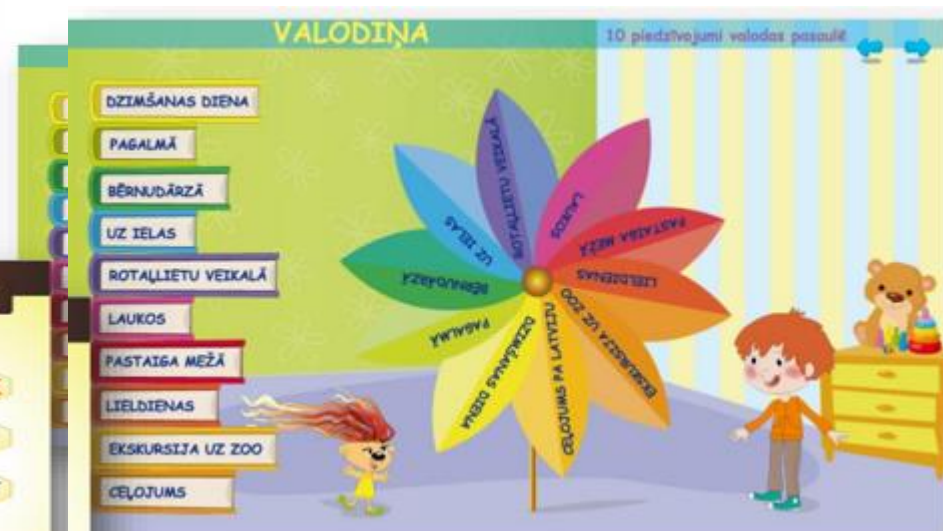 VALODIŅA
10 piedzīvojumi valodas pasaulē
DZIMŠANAS DIENA
PAGALMĀ
BĒRNUDĀRZĀ
UZ IELAS
ROTAĻLIETU VEIKALĀ
LAUKOS
PASTAIGA MEŽĀ
LIELDIENAS
EKSKURSIJA UZ ZOO
CEĻOJUMS
ROTAĻLIETU VEIKALĀ
LAUKOS
PASTAIGA MEŽĀ
LIELDIENAS
EKSKURSIJA UZ ZOO
CEĻOJUMS PA LATVIJU
DZIMŠANAS DIENA
PAGALMĀ
BĒRNUDĀRZĀ
UZ IELAS